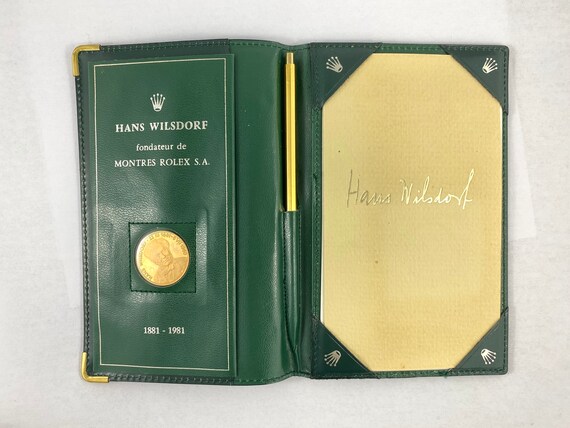 HANS WILSDORF
fondateur de
MONTRES ROLEX S.A.
1881 - 1981
Hans Wilsdorf